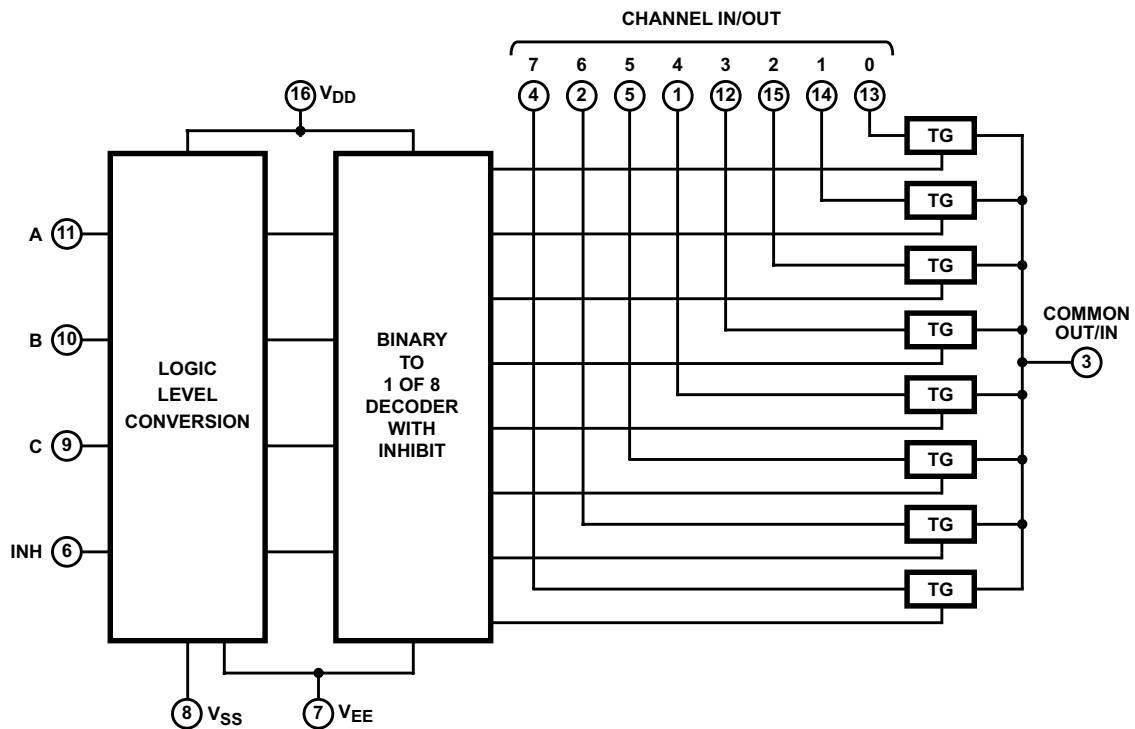 CHANNEL IN/OUT
7 6 5 4 3 2 1 0
4 2 5 1 12 15 14 13
16 VDD
TG
TG
TG
TG
TG
TG
TG
TG
A 11
B 10
C 9
INH 6
LOGIC
LEVEL
CONVERSION
BINARY
TO
1 OF 8
DECODER
WITH
INHIBIT
COMMON
OUT/IN
3
8 VSS
7 VEE